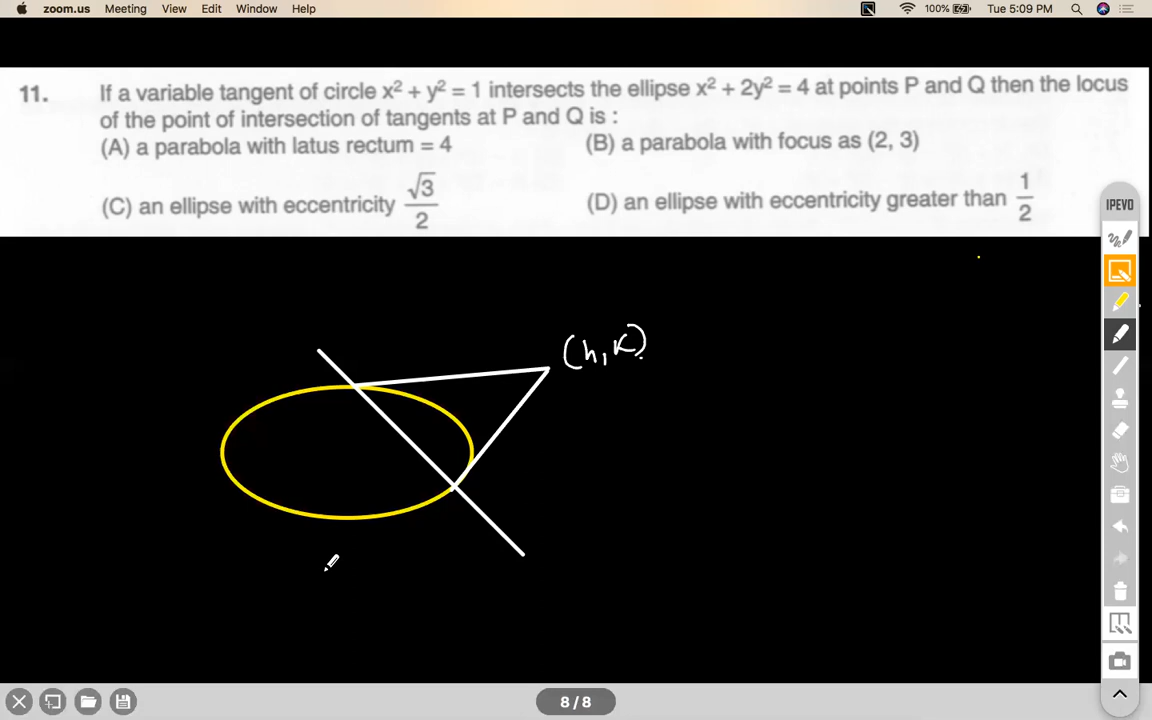 zoom.us Meeting View Edit Window Help 100% Tue 5:09 PM
11. If a variable tangent of circle x² + y² = 1 intersects the ellipse x² + 2y² = 4 at points P and Q then the locus
of the point of intersection of tangents at P and Q is :
(A) a parabola with latus rectum = 4 (B) a parabola with focus as (2, 3)
(C) an ellipse with eccentricity √3/2 (D) an ellipse with eccentricity greater than 1/2
IPEVO
(h, K)
8 / 8